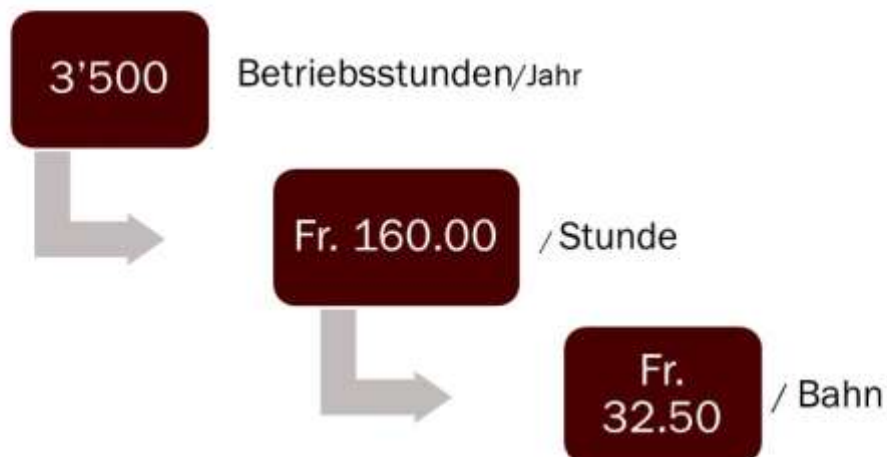 3’500 Betriebsstunden/Jahr
Fr. 160.00 / Stunde
Fr.
32.50 / Bahn